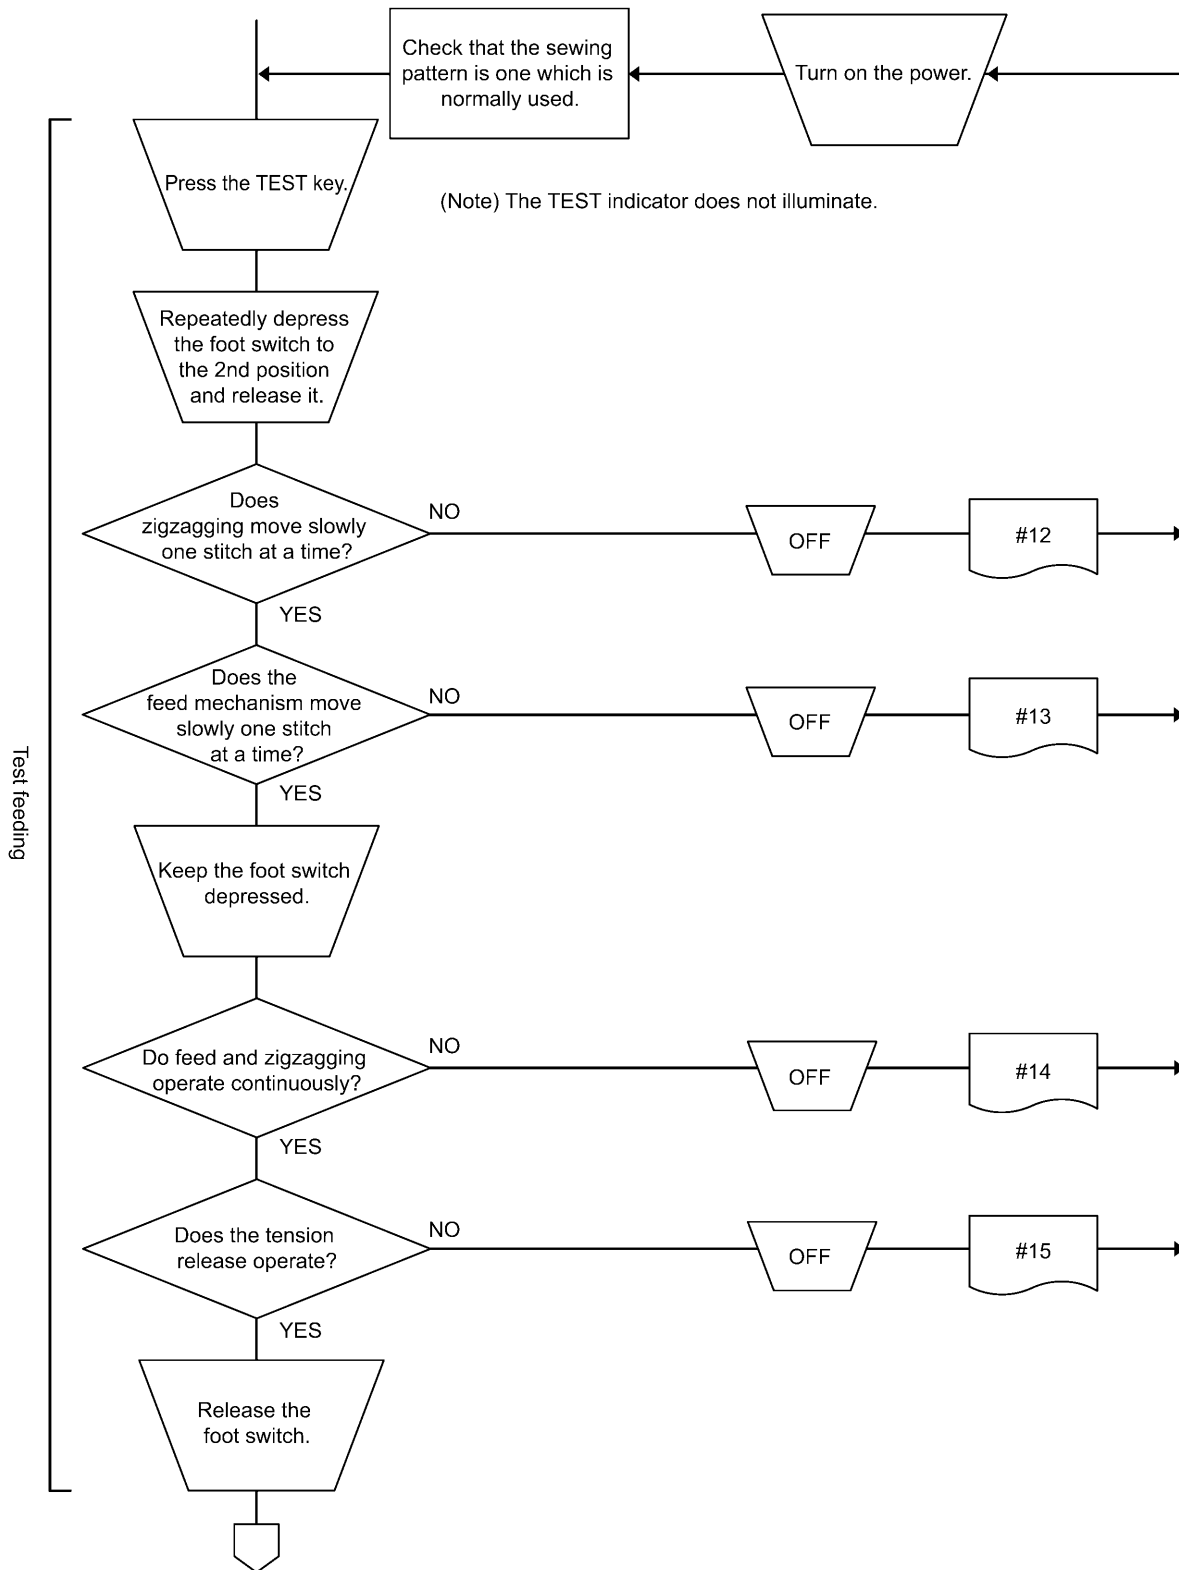 Check that the sewing
pattern is one which is
normally used.
Turn on the power.
Press the TEST key.
(Note) The TEST indicator does not illuminate.
Repeatedly depress
the foot switch to
the 2nd position
and release it.
Does
zigzagging move slowly
one stitch at a time?
NO
OFF
#12
YES
Does the
feed mechanism move
slowly one stitch
at a time?
NO
OFF
#13
YES
Test feeding
Keep the foot switch
depressed.
Do feed and zigzagging
operate continuously?
NO
OFF
#14
YES
Does the tension
release operate?
NO
OFF
#15
YES
Release the
foot switch.